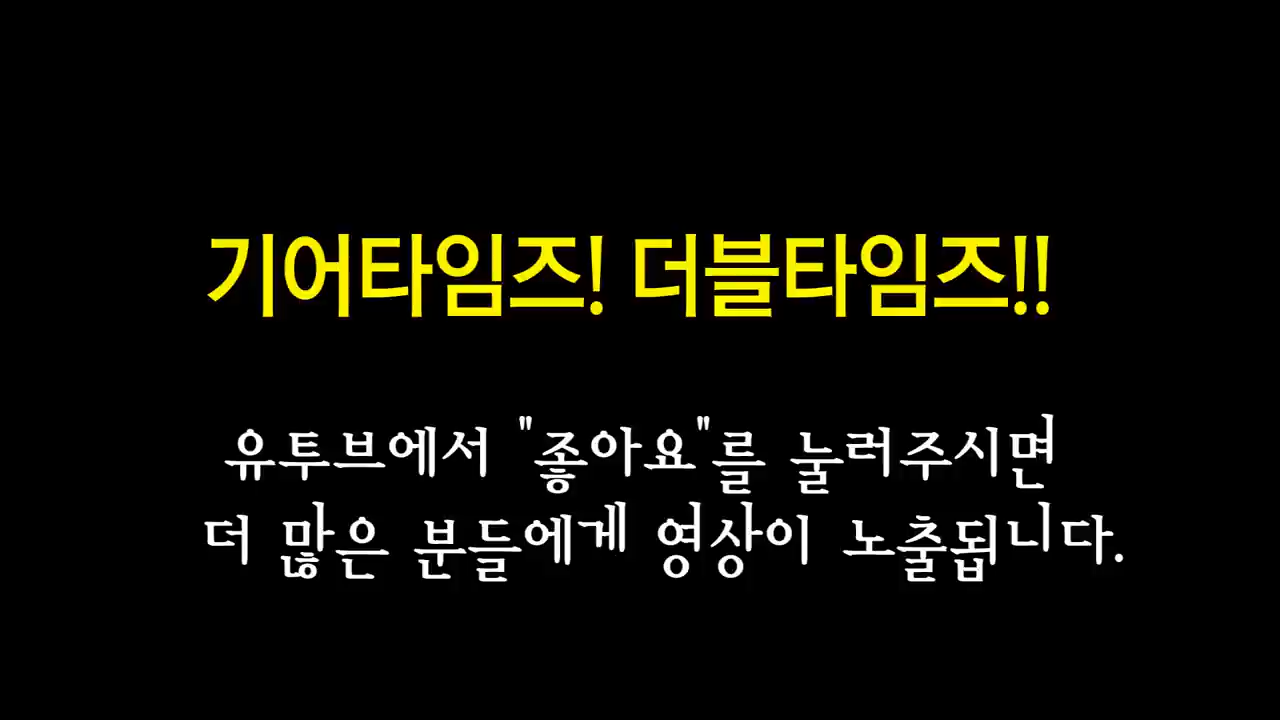 기어타임즈! 더블타임즈!!
유투브에서 "좋아요"를 눌러주시면
더 많은 분들에게 영상이 노출됩니다.